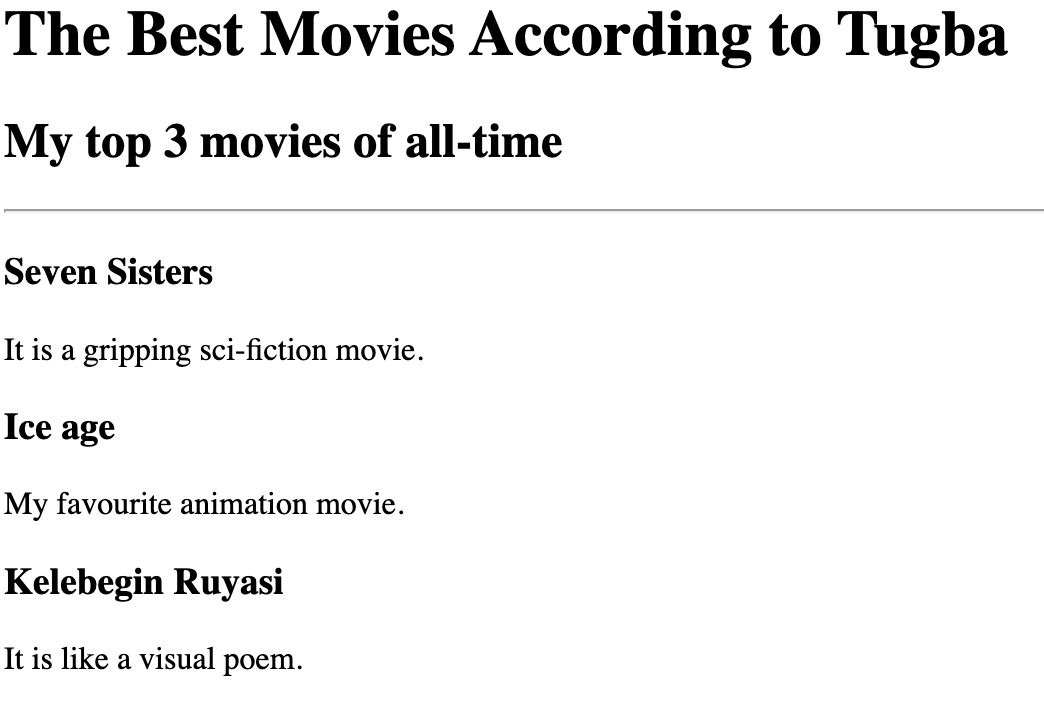 The Best Movies According to Tugba
My top 3 movies of all-time
Seven Sisters
It is a gripping sci-fiction movie.
Ice age
My favourite animation movie.
Kelebegin Ruyasi
It is like a visual poem.